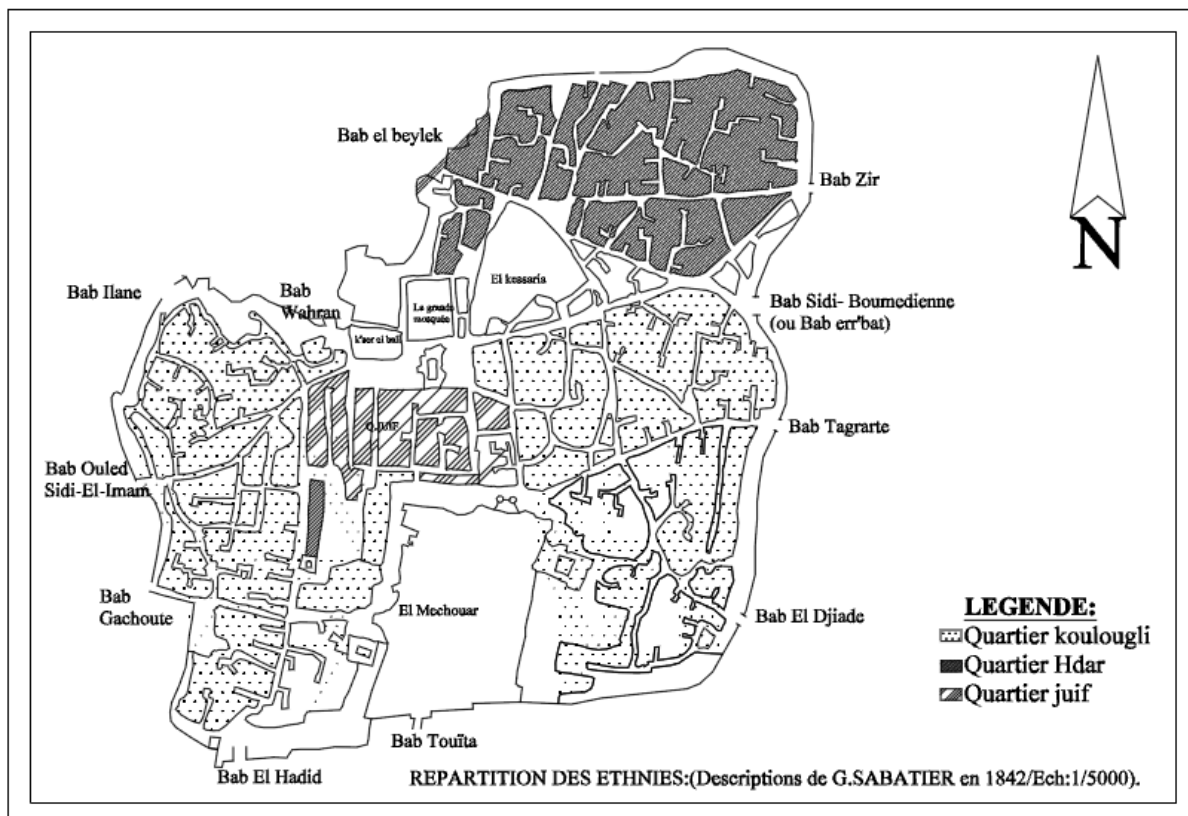 Bab el beylek
Bab Zir
N
El kessaria
Bab Ilane
Bab
Wahran
La grande
mosquée
Bab Sidi- Boumedienne
(ou Bab err'bat)
k'sar el bali
Q.JUIF
Bab Tagrarte
Bab Ouled
Sidi-El-Imam
Bab
Gachoute
El Mechouar
Bab El Djiade
LEGENDE:
Quartier koulougli
Quartier Hdar
Quartier juif
Bab Touïta
Bab El Hadid
REPARTITION DES ETHNIES:(Descriptions de G.SABATIER en 1842/Ech:1/5000).